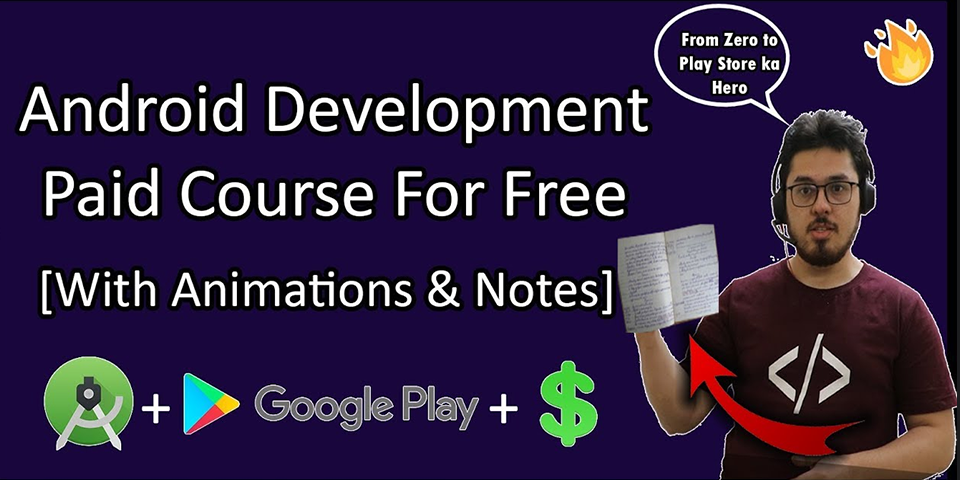 From Zero to
Play Store ka
Hero
Android Development
Paid Course For Free
[With Animations & Notes]
+ Google Play + $
</>